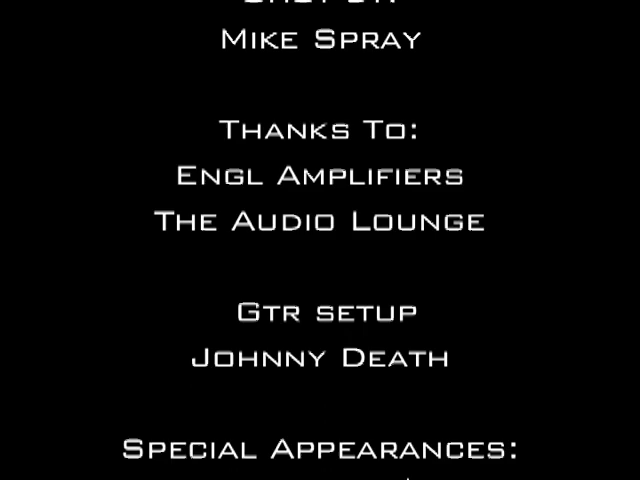 Mike Spray
Thanks To:
Engl Amplifiers
The Audio Lounge
Gtr setup
Johnny Death
Special Appearances: